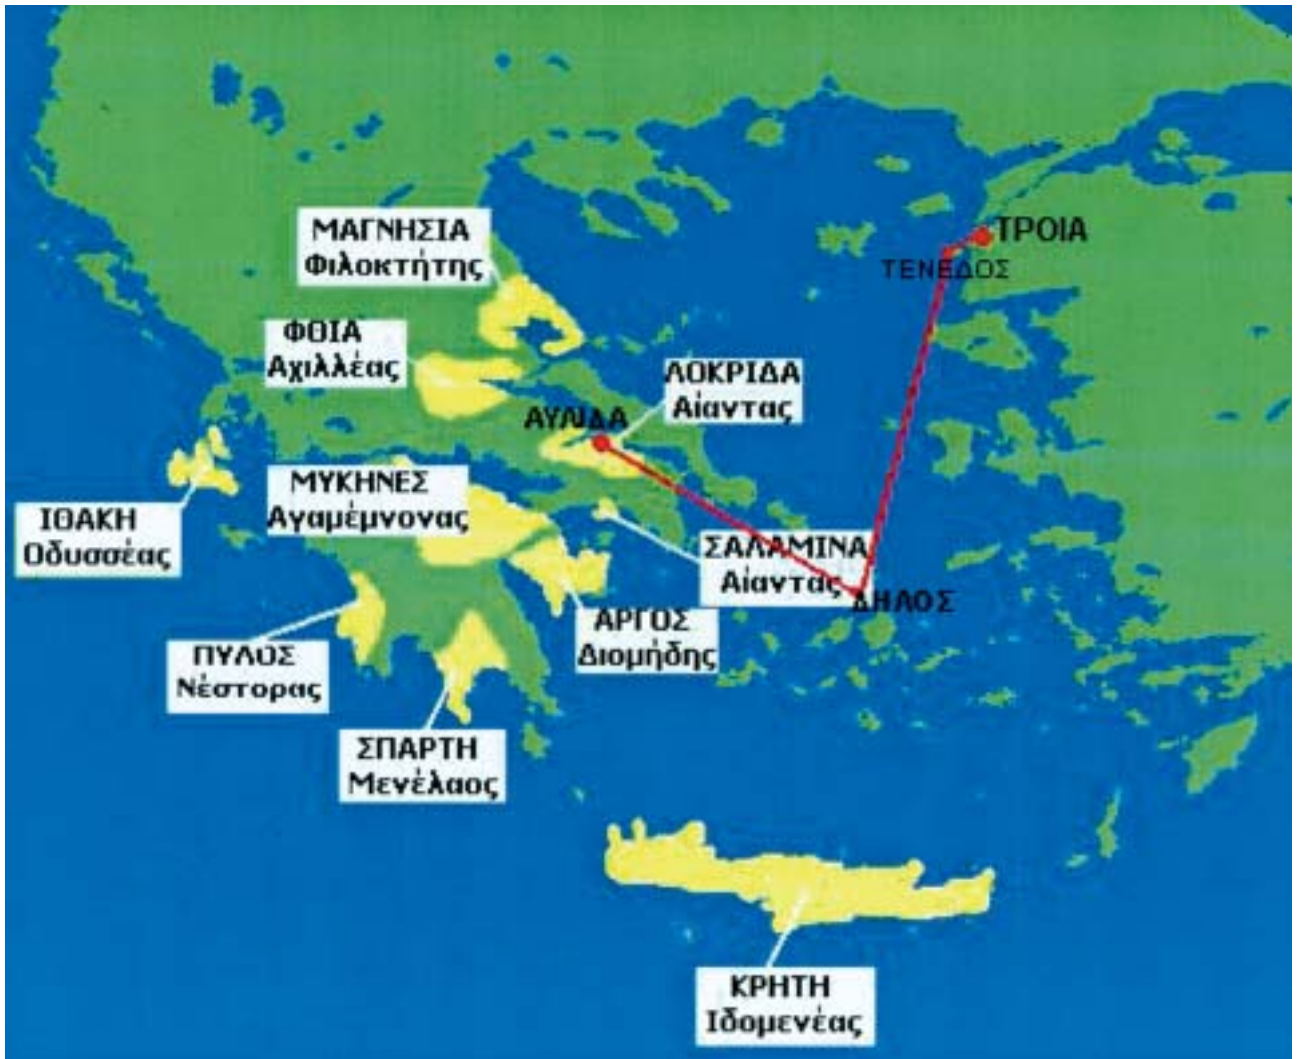 ΜΑΓΝΗΣΙΑ
Φιλοκτήτης
ΤΡΟΙΑ
ΤΕΝΕΔΟΣ
ΦΘΙΑ
Αχιλλέας
ΛΟΚΡΙΔΑ
Αίαντας
ΑΥΛΙΔΑ
ΜΥΚΗΝΕΣ
Αγαμέμνονας
ΙΘΑΚΗ
Οδυσσέας
ΣΑΛΑΜΙΝΑ
Αίαντας
ΔΗΛΟΣ
ΑΡΓΟΣ
Διομήδης
ΠΥΛΟΣ
Νέστορας
ΣΠΑΡΤΗ
Μενέλαος
ΚΡΗΤΗ
Ιδομενέας